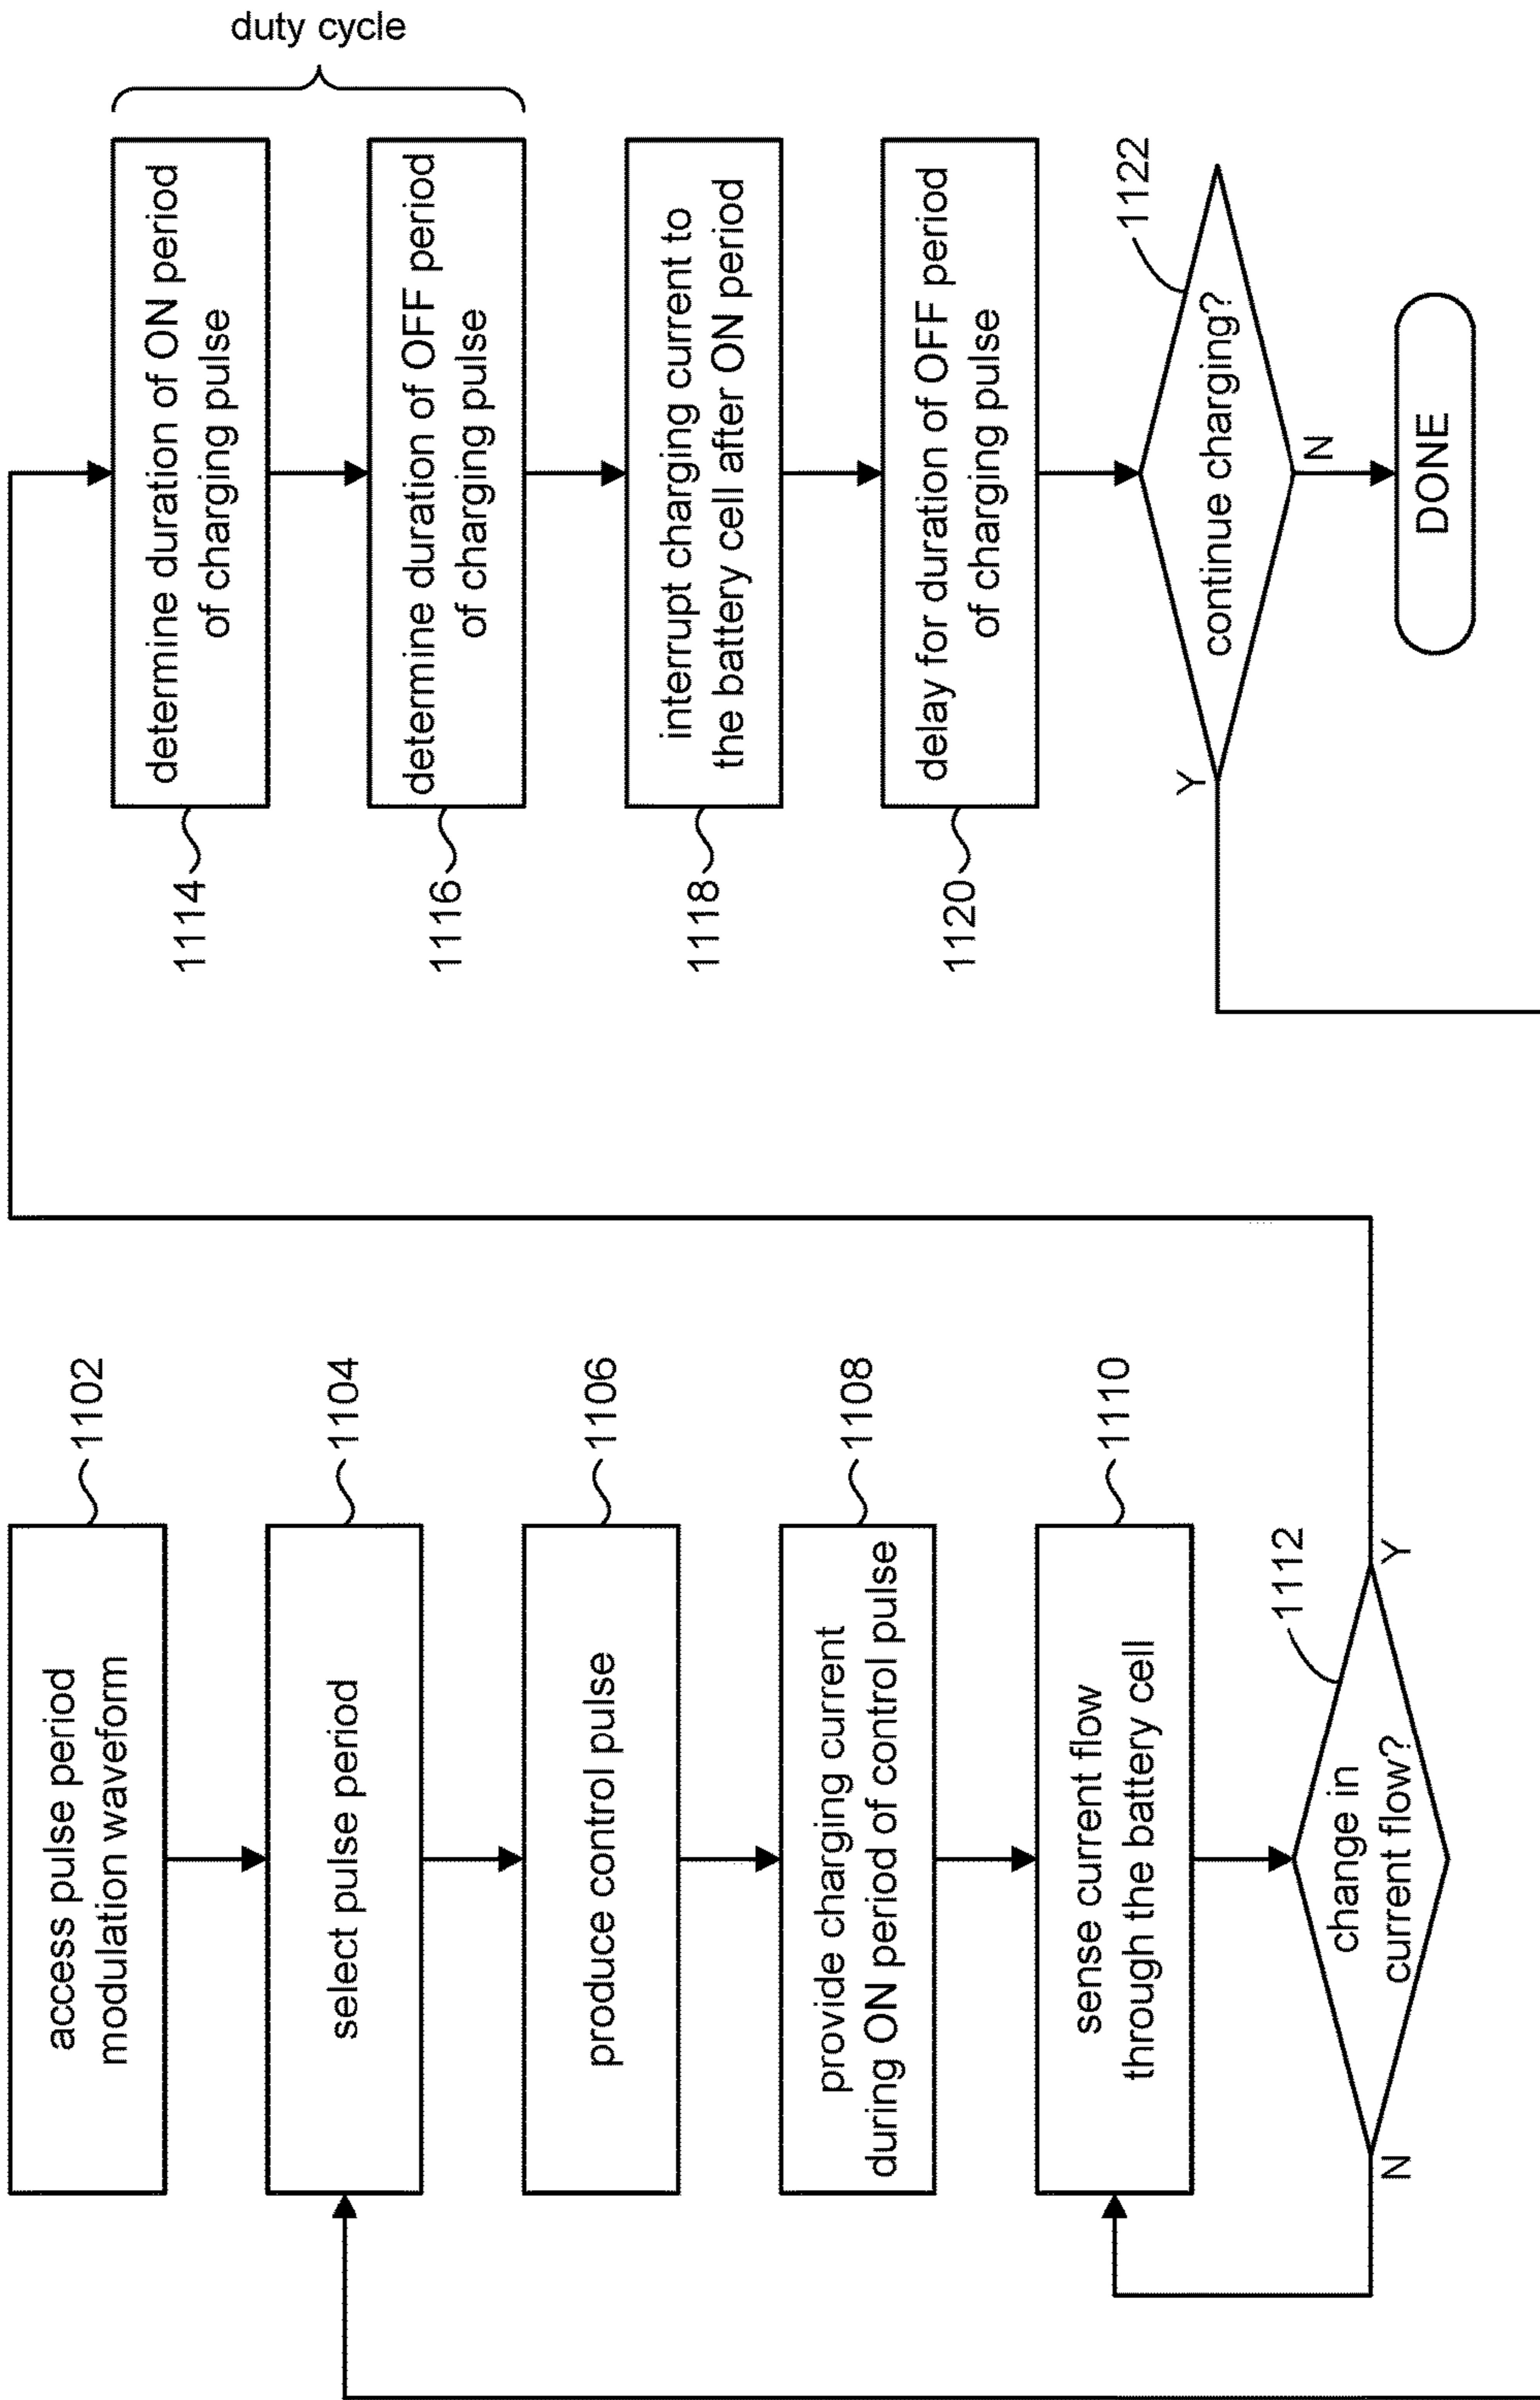 access pulse period
modulation waveform
1102
select pulse period
1104
produce control pulse
1106
provide charging current
during ON period of control pulse
1108
sense current flow
through the battery cell
1110
change in
current flow?
1112
N
Y
duty cycle
determine duration of ON period
of charging pulse
1114
determine duration of OFF period
of charging pulse
1116
interrupt charging current to
the battery cell after ON period
1118
delay for duration of OFF period
of charging pulse
1120
continue charging?
1122
Y
N
DONE